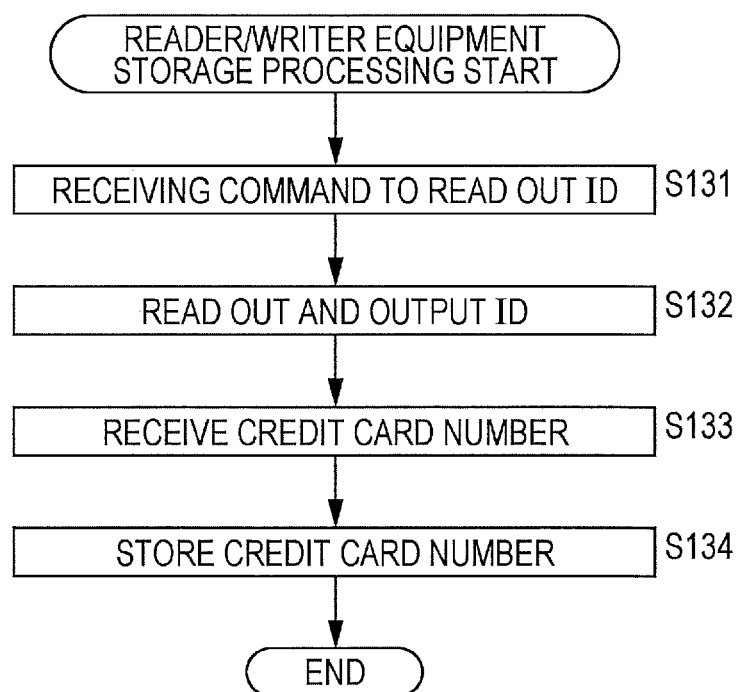 READER/WRITER EQUIPMENT
STORAGE PROCESSING START
RECEIVING COMMAND TO READ OUT ID
S131
READ OUT AND OUTPUT ID
S132
RECEIVE CREDIT CARD NUMBER
S133
STORE CREDIT CARD NUMBER
S134
END